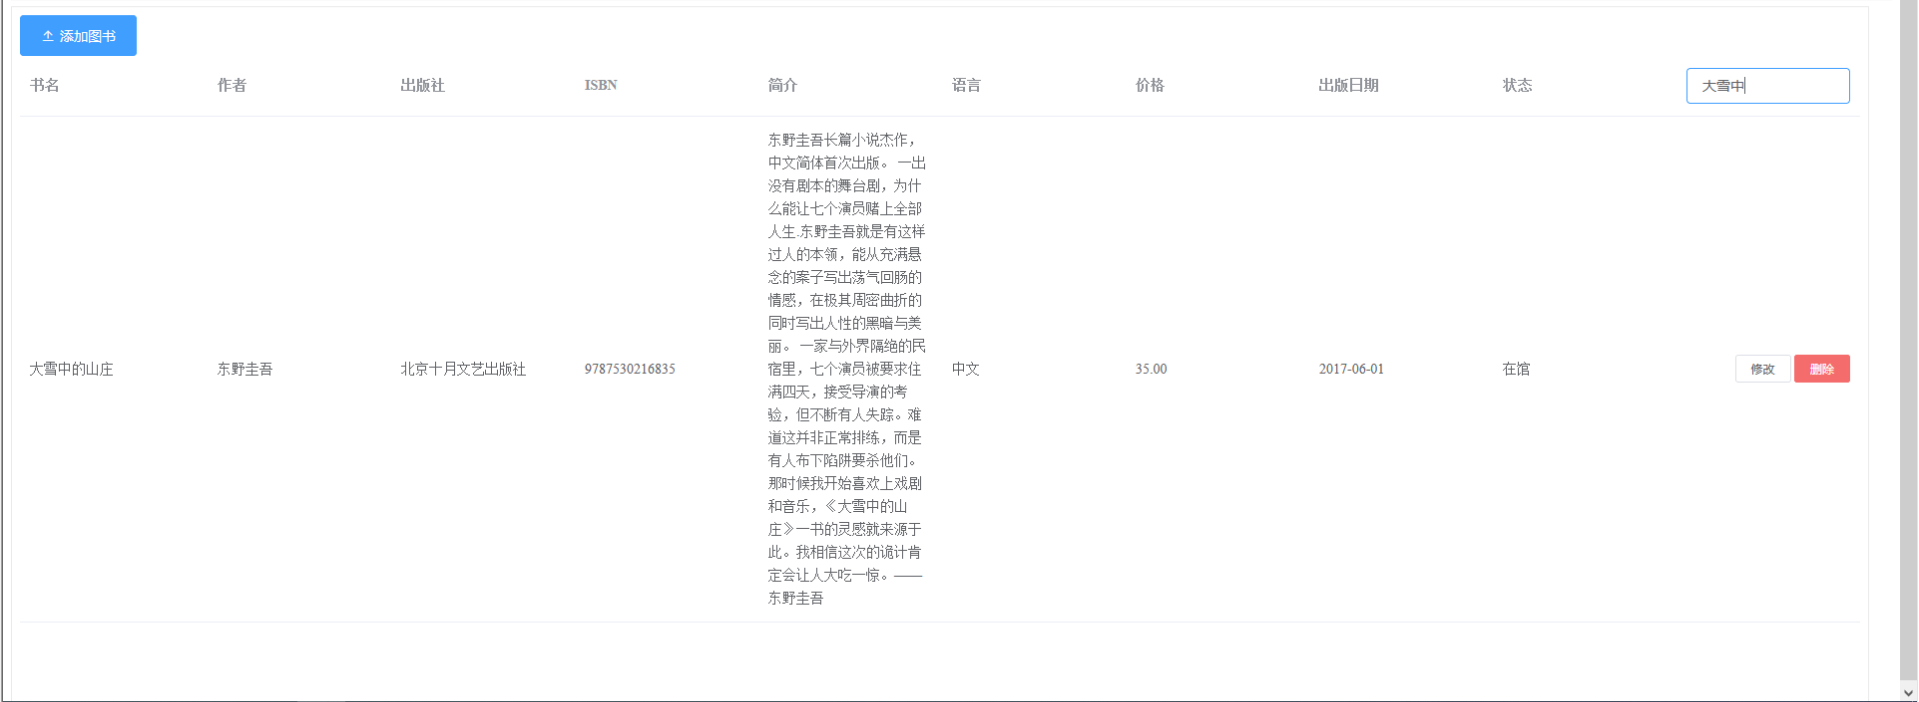 添加图书
书名 作者 出版社 ISBN 简介 语言 价格 出版日期 状态 大雪中
东野圭吾长篇小说杰作，
中文简体首次出版。 一出
没有剧本的舞台剧，为什
么能让七个演员赌上全部
人生.东野圭吾就是有这样
过人的本领，能从充满悬
念的案子写出荡气回肠的
情感，在极其周密曲折的
同时写出人性的黑暗与美
丽。 一家与外界隔绝的民
大雪中的山庄 东野圭吾 北京十月文艺出版社 9787530216835 宿里，七个演员被要求住 中文 35.00 2017-06-01 在馆 修改 删除
满四天，接受导演的考
验，但不断有人失踪。难
道这并非正常排练，而是
有人布下陷阱要杀他们。
那时候我开始喜欢上戏剧
和音乐，《大雪中的山
庄》一书的灵感就来源于
此。我相信这次的诡计肯
定会让人大吃一惊。——
东野圭吾